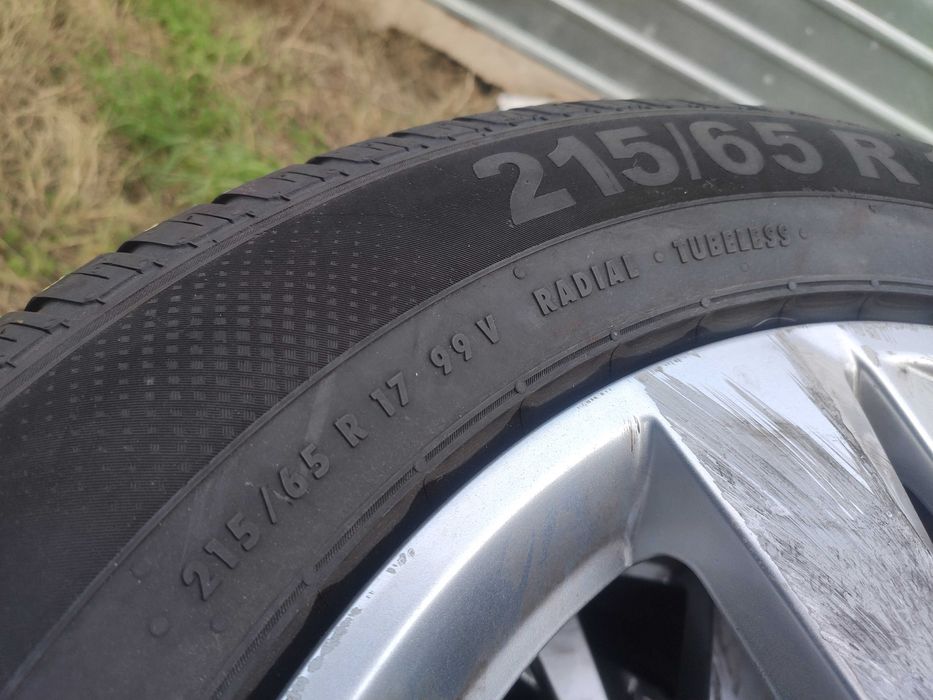 215/65 R
215/65 R 17 99 V RADIAL · TUBELESS ·